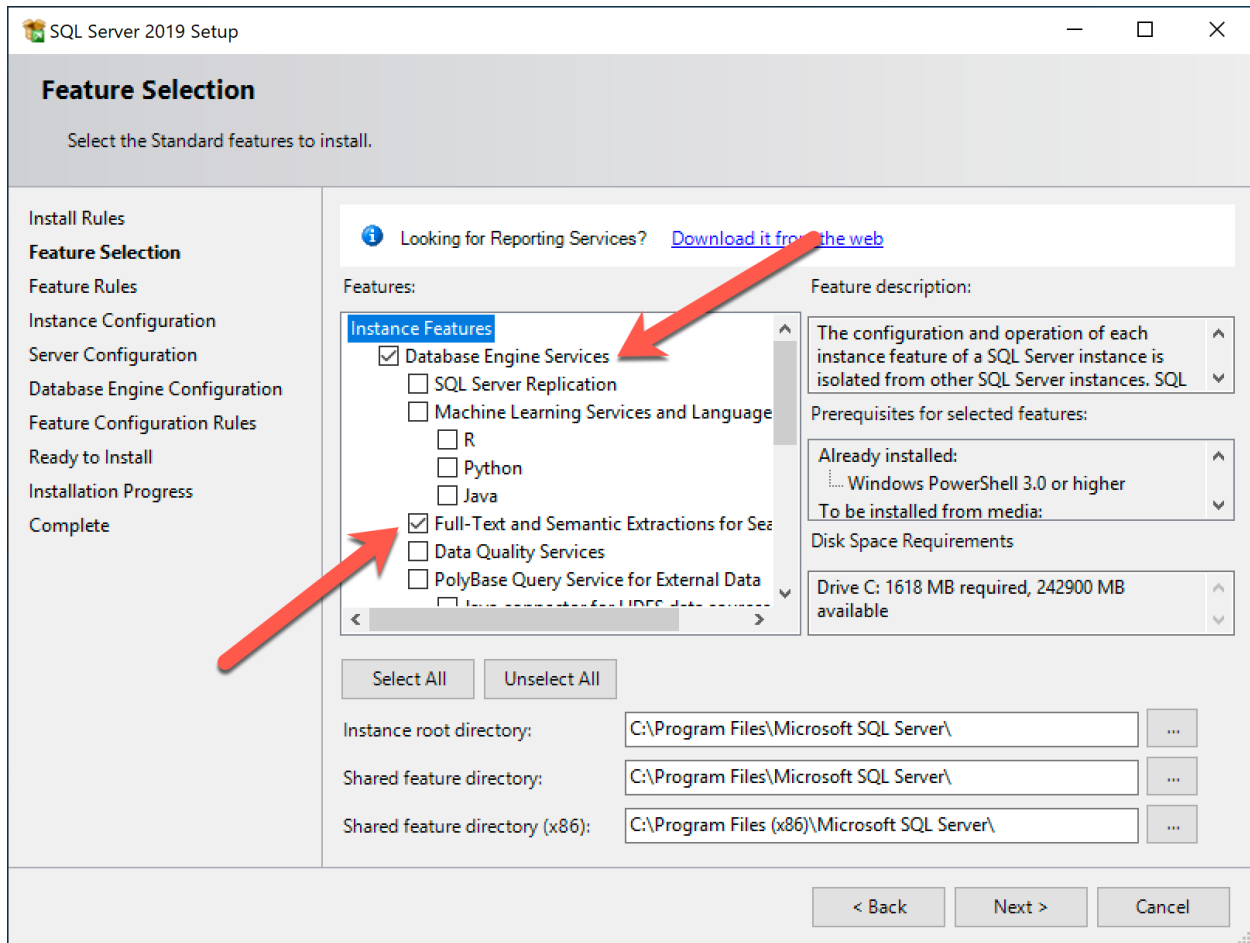 SQL Server 2019 Setup
Feature Selection
Select the Standard features to install.
Install Rules
Feature Selection
Feature Rules
Instance Configuration
Server Configuration
Database Engine Configuration
Feature Configuration Rules
Ready to Install
Installation Progress
Complete
Looking for Reporting Services? Download it from the web
Features:
Instance Features
Database Engine Services
SQL Server Replication
Machine Learning Services and Language
R
Python
Java
Full-Text and Semantic Extractions for Sea
Data Quality Services
PolyBase Query Service for External Data
Java connector for HDFS data sources
Feature description:
The configuration and operation of each
instance feature of a SQL Server instance is
isolated from other SQL Server instances. SQL
Prerequisites for selected features:
Already installed:
Windows PowerShell 3.0 or higher
To be installed from media:
Disk Space Requirements
Drive C: 1618 MB required, 242900 MB
available
Select All
Unselect All
Instance root directory: C:\Program Files\Microsoft SQL Server\ ...
Shared feature directory: C:\Program Files\Microsoft SQL Server\ ...
Shared feature directory (x86): C:\Program Files (x86)\Microsoft SQL Server\ ...
< Back
Next >
Cancel